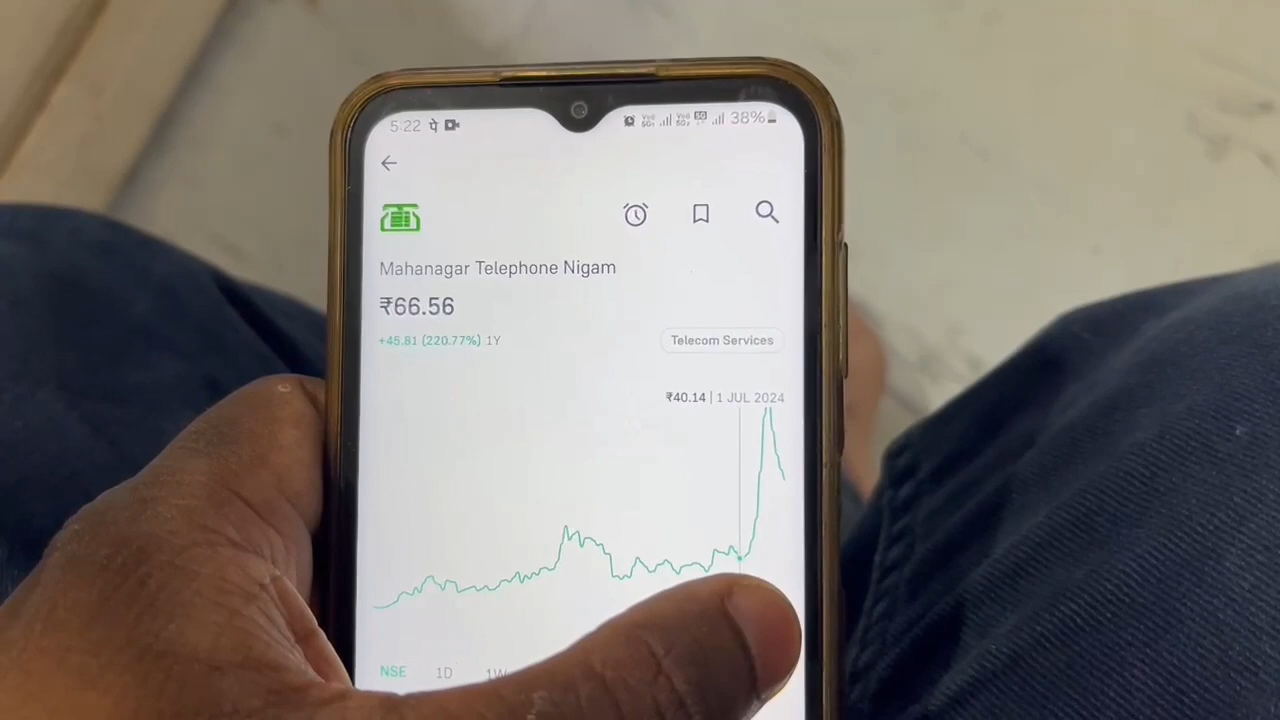 5:22 पे 38%
Mahanagar Telephone Nigam
₹66.56
+45.81 (220.77%) 1Y
Telecom Services
₹40.14 | 1 JUL 2024
NSE 1D 1W